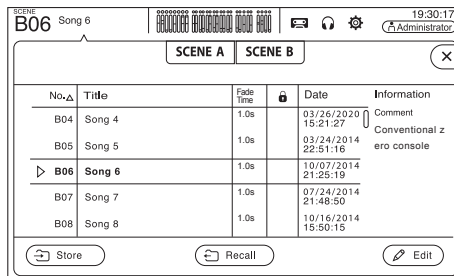 SCENE
B06 Song 6
19:30:17
Administrator
SCENE A SCENE B
No. Title Fade Time Date Information
B04 Song 4 1.0s 03/26/2020 15:21:27
B05 Song 5 1.0s 03/24/2014 22:51:16
B06 Song 6 1.0s 10/07/2014 21:25:19
B07 Song 7 1.0s 07/24/2014 21:48:50
B08 Song 8 1.0s 10/16/2014 15:50:15
Comment
Conventional z
ero console
Store Recall Edit